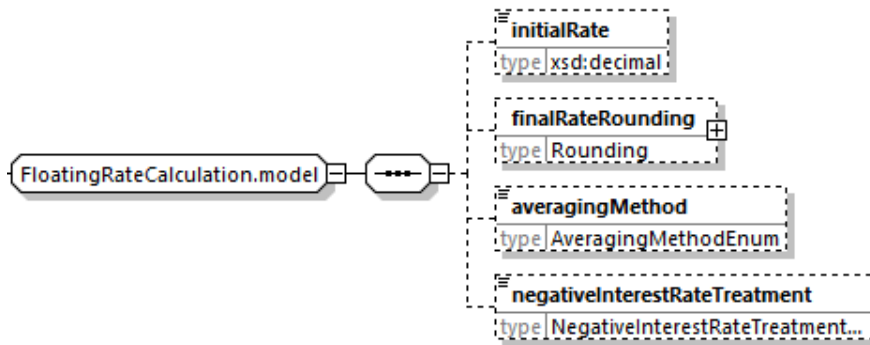 initialRate
type xsd:decimal
finalRateRounding
type Rounding
FloatingRateCalculation.model
averagingMethod
type AveragingMethodEnum
negativeInterestRateTreatment
type NegativeInterestRateTreatment...